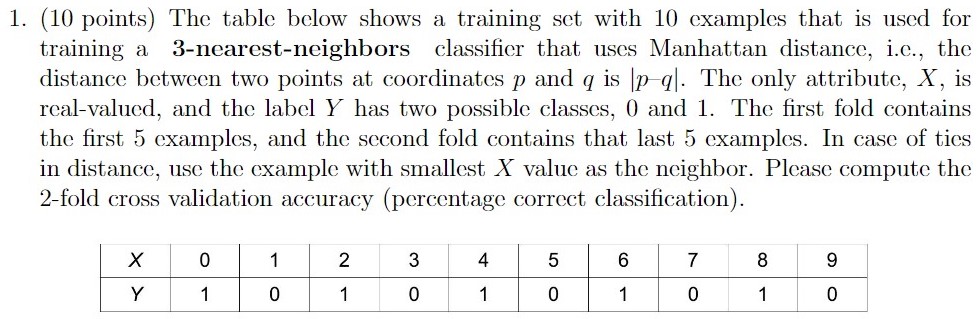 1. (10 points) The table below shows a training set with 10 examples that is used for
training a 3-nearest-neighbors classifier that uses Manhattan distance, i.e., the
distance between two points at coordinates p and q is |p–q|. The only attribute, X, is
real-valued, and the label Y has two possible classes, 0 and 1. The first fold contains
the first 5 examples, and the second fold contains that last 5 examples. In case of ties
in distance, use the example with smallest X value as the neighbor. Please compute the
2-fold cross validation accuracy (percentage correct classification).
X 0 1 2 3 4 5 6 7 8 9
Y 1 0 1 0 1 0 1 0 1 0